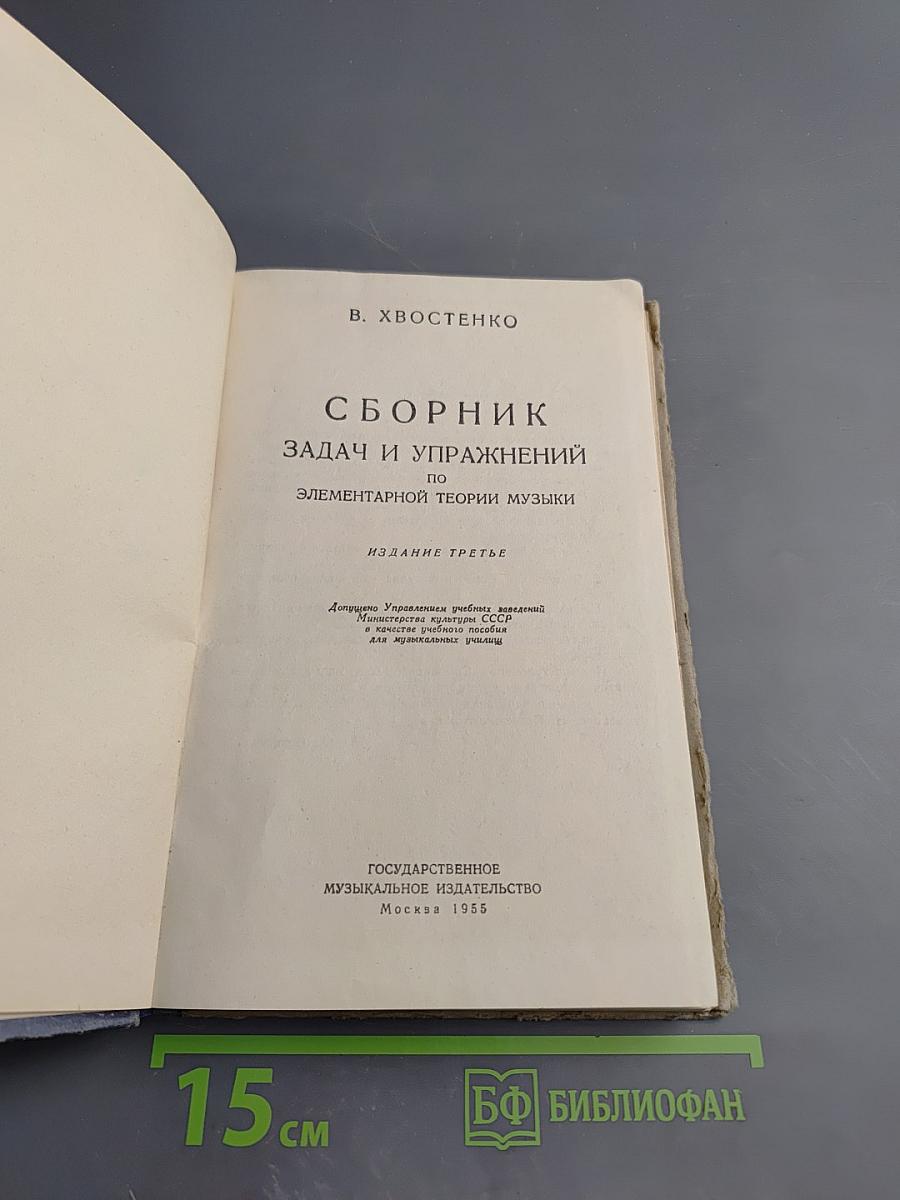 В. ХВОСТЕНКО
СБОРНИК
ЗАДАЧ И УПРАЖНЕНИЙ
ПО
ЭЛЕМЕНТАРНОЙ ТЕОРИИ МУЗЫКИ
ИЗДАНИЕ ТРЕТЬЕ
Допущено Управлением учебных заведений
Министерства культуры СССР
в качестве учебного пособия
для музыкальных училищ
ГОСУДАРСТВЕННОЕ
МУЗЫКАЛЬНОЕ ИЗДАТЕЛЬСТВО
Москва 1955
15 см
БФ БИБЛИОФАН